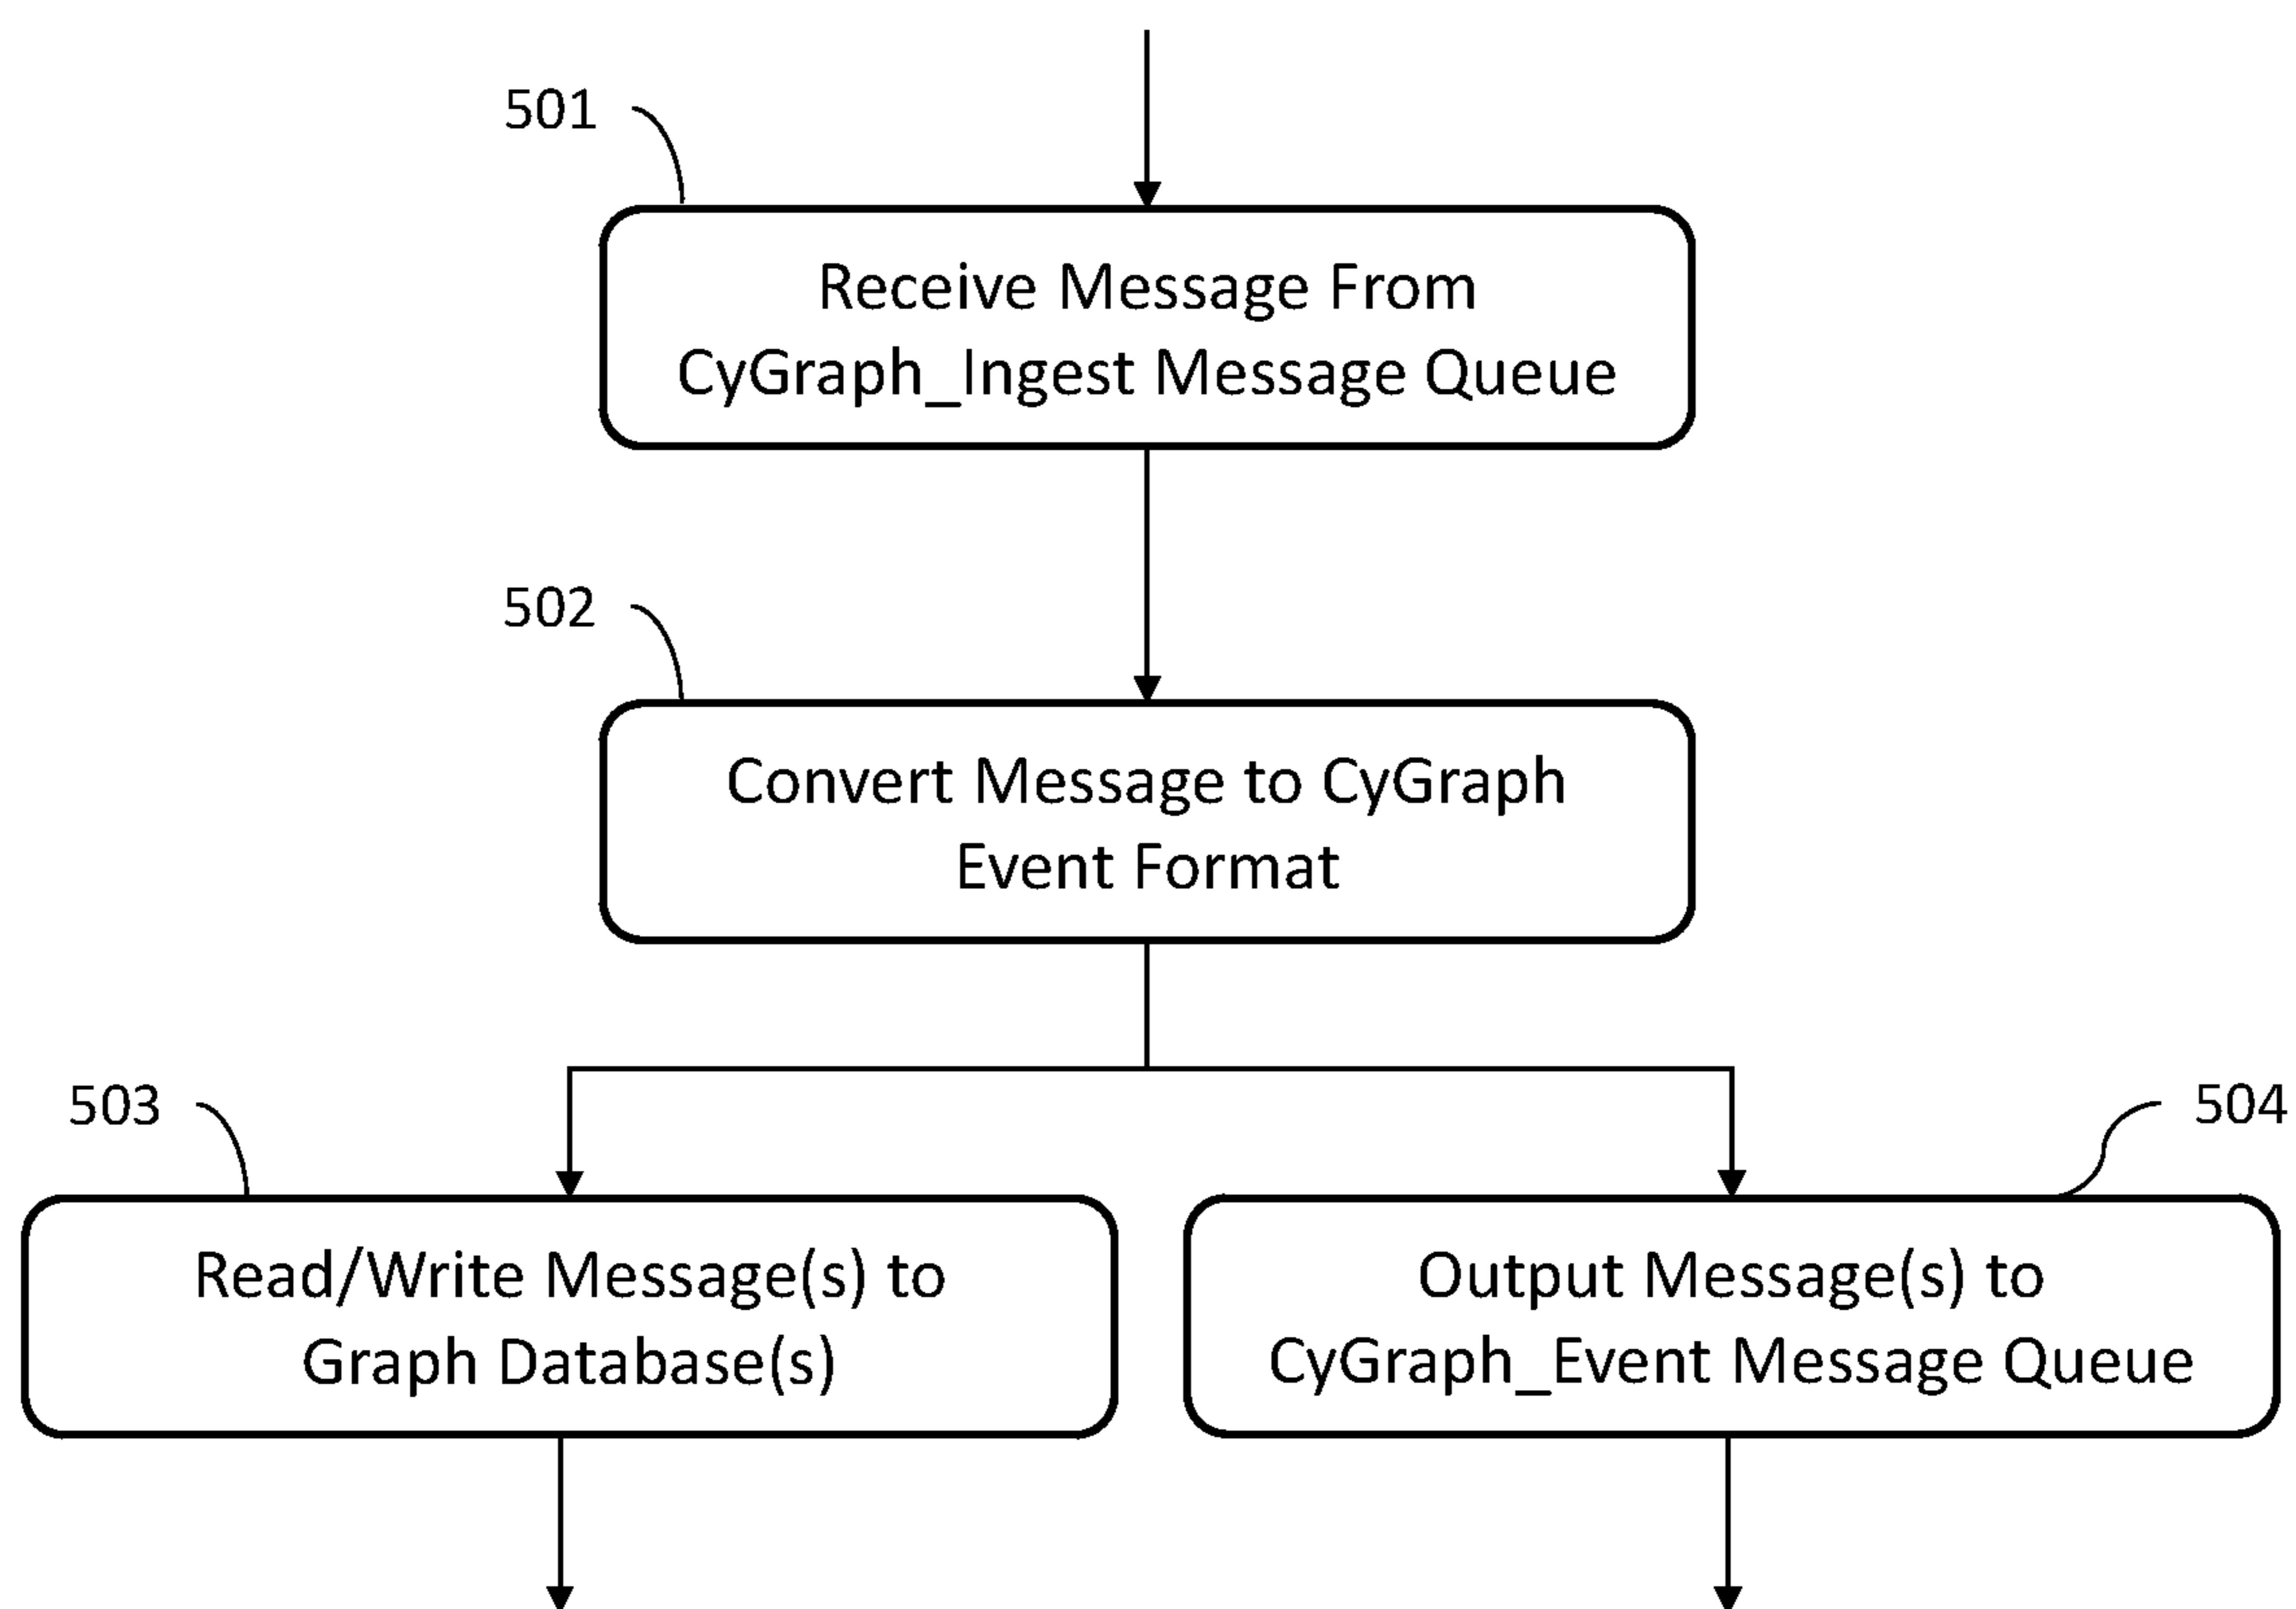 501
Receive Message From
CyGraph_Ingest Message Queue
502
Convert Message to CyGraph
Event Format
503
504
Read/Write Message(s) to
Graph Database(s)
Output Message(s) to
CyGraph_Event Message Queue